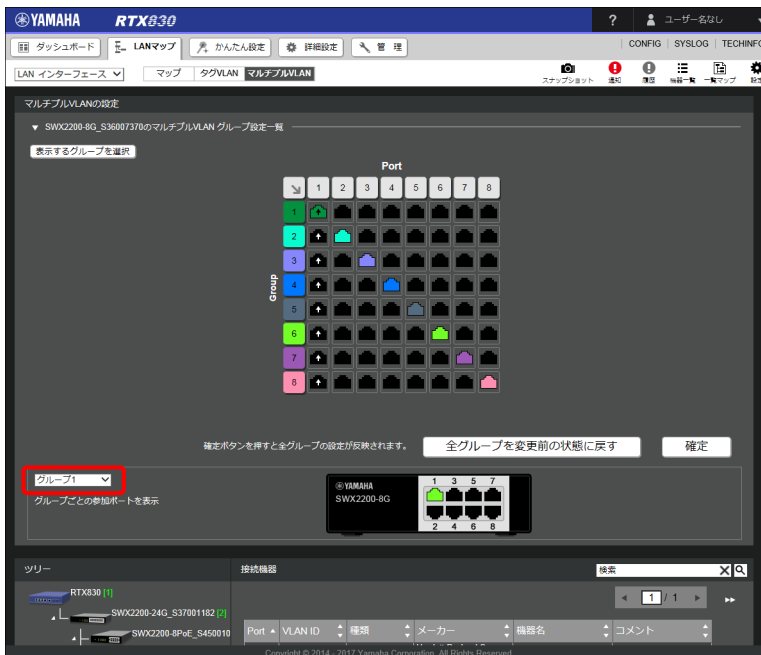 YAMAHA RTX830 ? ユーザー名なし
ダッシュボード LANマップ かんたん設定 詳細設定 管 理 CONFIG SYSLOG TECHINFO
LAN インターフェース マップ タグVLAN マルチプルVLAN スナップショット 通知 履歴 機器一覧 一覧マップ
マルチプルVLANの設定
▼ SWX2200-8G_S36007370のマルチプルVLAN グループ設定一覧
表示するグループを選択
Port
1 2 3 4 5 6 7 8
Group
1
2
3
4
5
6
7
8
確定ボタンを押すと全グループの設定が反映されます。 全グループを変更前の状態に戻す 確定
グループ1
グループごとの参加ポートを表示
YAMAHA
SWX2200-8G
1 3 5 7
2 4 6 8
ツリー 接続機器 検索
RTX830 [1]
1 / 1
SWX2200-24G_S37001182 [2]
SWX2200-8PoE_S450010
Port VLAN ID 種類 メーカー 機器名 コメント
Copyright © 2014 - 2017 Yamaha Corporation. All Rights Reserved.